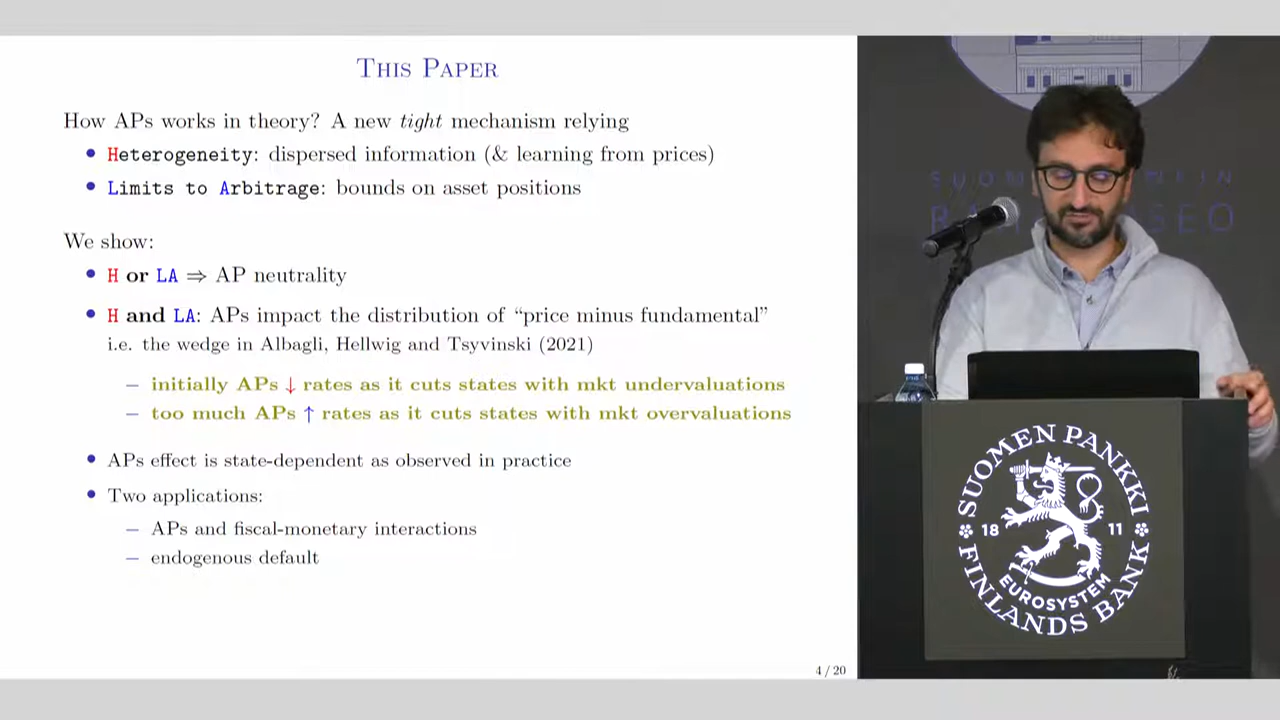 THIS PAPER
How APs works in theory? A new tight mechanism relying
• Heterogeneity: dispersed information (& learning from prices)
• Limits to Arbitrage: bounds on asset positions
We show:
• H or LA ⇒ AP neutrality
• H and LA: APs impact the distribution of “price minus fundamental”
i.e. the wedge in Albagli, Hellwig and Tsyvinski (2021)
– initially APs ↓ rates as it cuts states with mkt undervaluations
– too much APs ↑ rates as it cuts states with mkt overvaluations
• APs effect is state-dependent as observed in practice
• Two applications:
– APs and fiscal-monetary interactions
– endogenous default
4 / 20
SUOMEN PANKKI
18 11
EUROSYSTEM
FINLANDS BANK